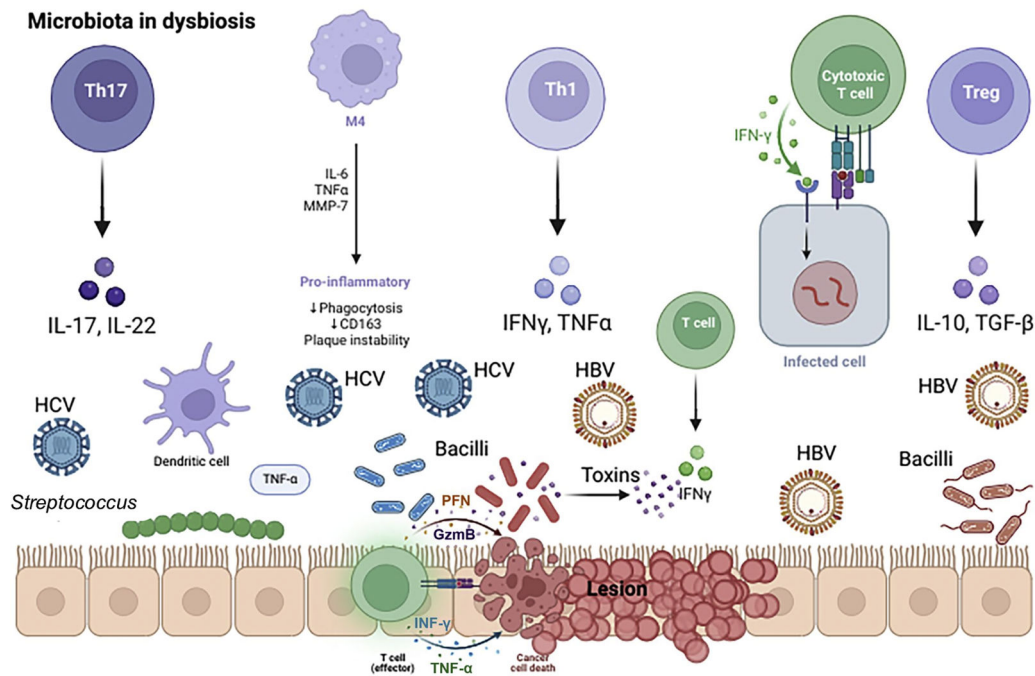 Microbiota in dysbiosis
Th17
IL-17, IL-22
M4
IL-6
TNFα
MMP-7
Pro-inflammatory
↓Phagocytosis
↓CD163
Plaque instability
Th1
IFNγ, TNFα
Cytotoxic
T cell
IFN-γ
Infected cell
Treg
IL-10, TGF-β
T cell
IFNγ
HCV
HCV
HCV
HBV
HBV
HBV
Dendritic cell
TNF-α
Streptococcus
Bacilli
Toxins
Bacilli
PFN
GzmB
Lesion
INF-γ
TNF-α
T cell
(effector)
Cancer
cell death